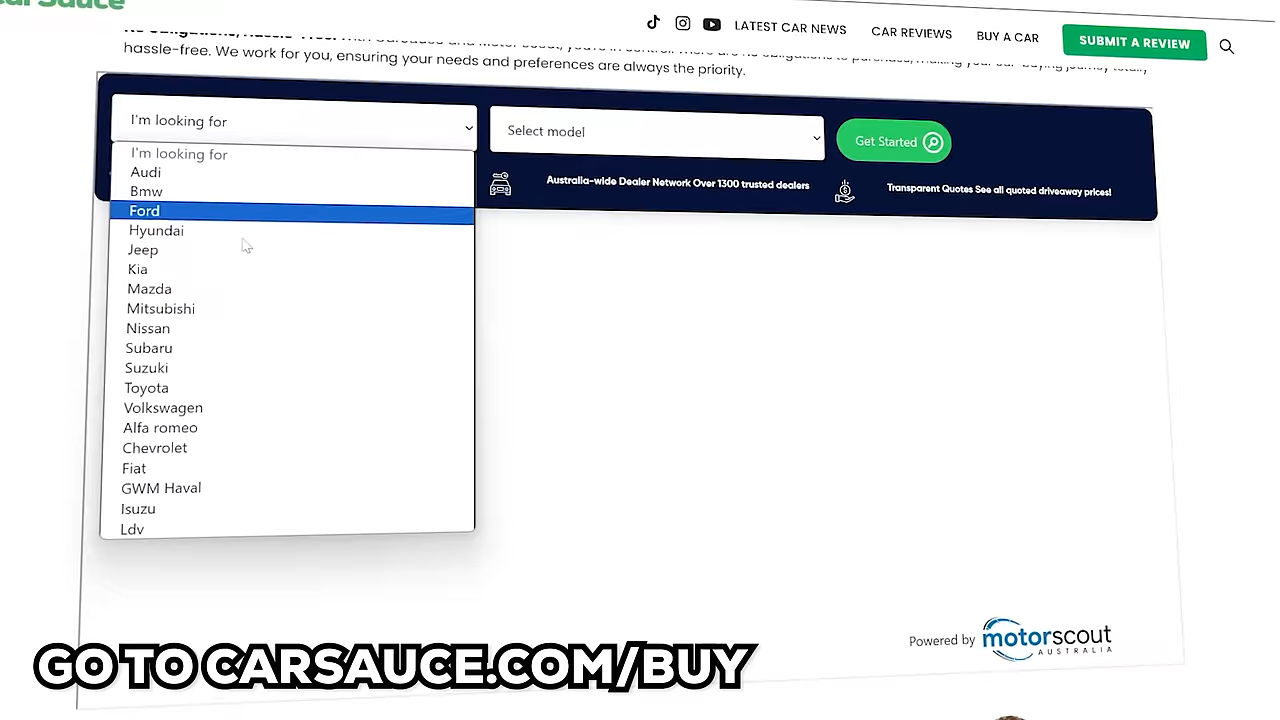 CarSauce
LATEST CAR NEWS
CAR REVIEWS
BUY A CAR
SUBMIT A REVIEW
hassle-free. We work for you, ensuring your needs and preferences are always the priority.
I'm looking for
Select model
Get Started
I'm looking for
Audi
Bmw
Ford
Hyundai
Jeep
Kia
Mazda
Mitsubishi
Nissan
Subaru
Suzuki
Toyota
Volkswagen
Alfa romeo
Chevrolet
Fiat
GWM Haval
Isuzu
Ldv
Australia-wide Dealer Network Over 1300 trusted dealers
Transparent Quotes See all quoted driveaway prices!
Powered by motorscout
AUSTRALIA
GO TO CARSAUCE.COM/BUY